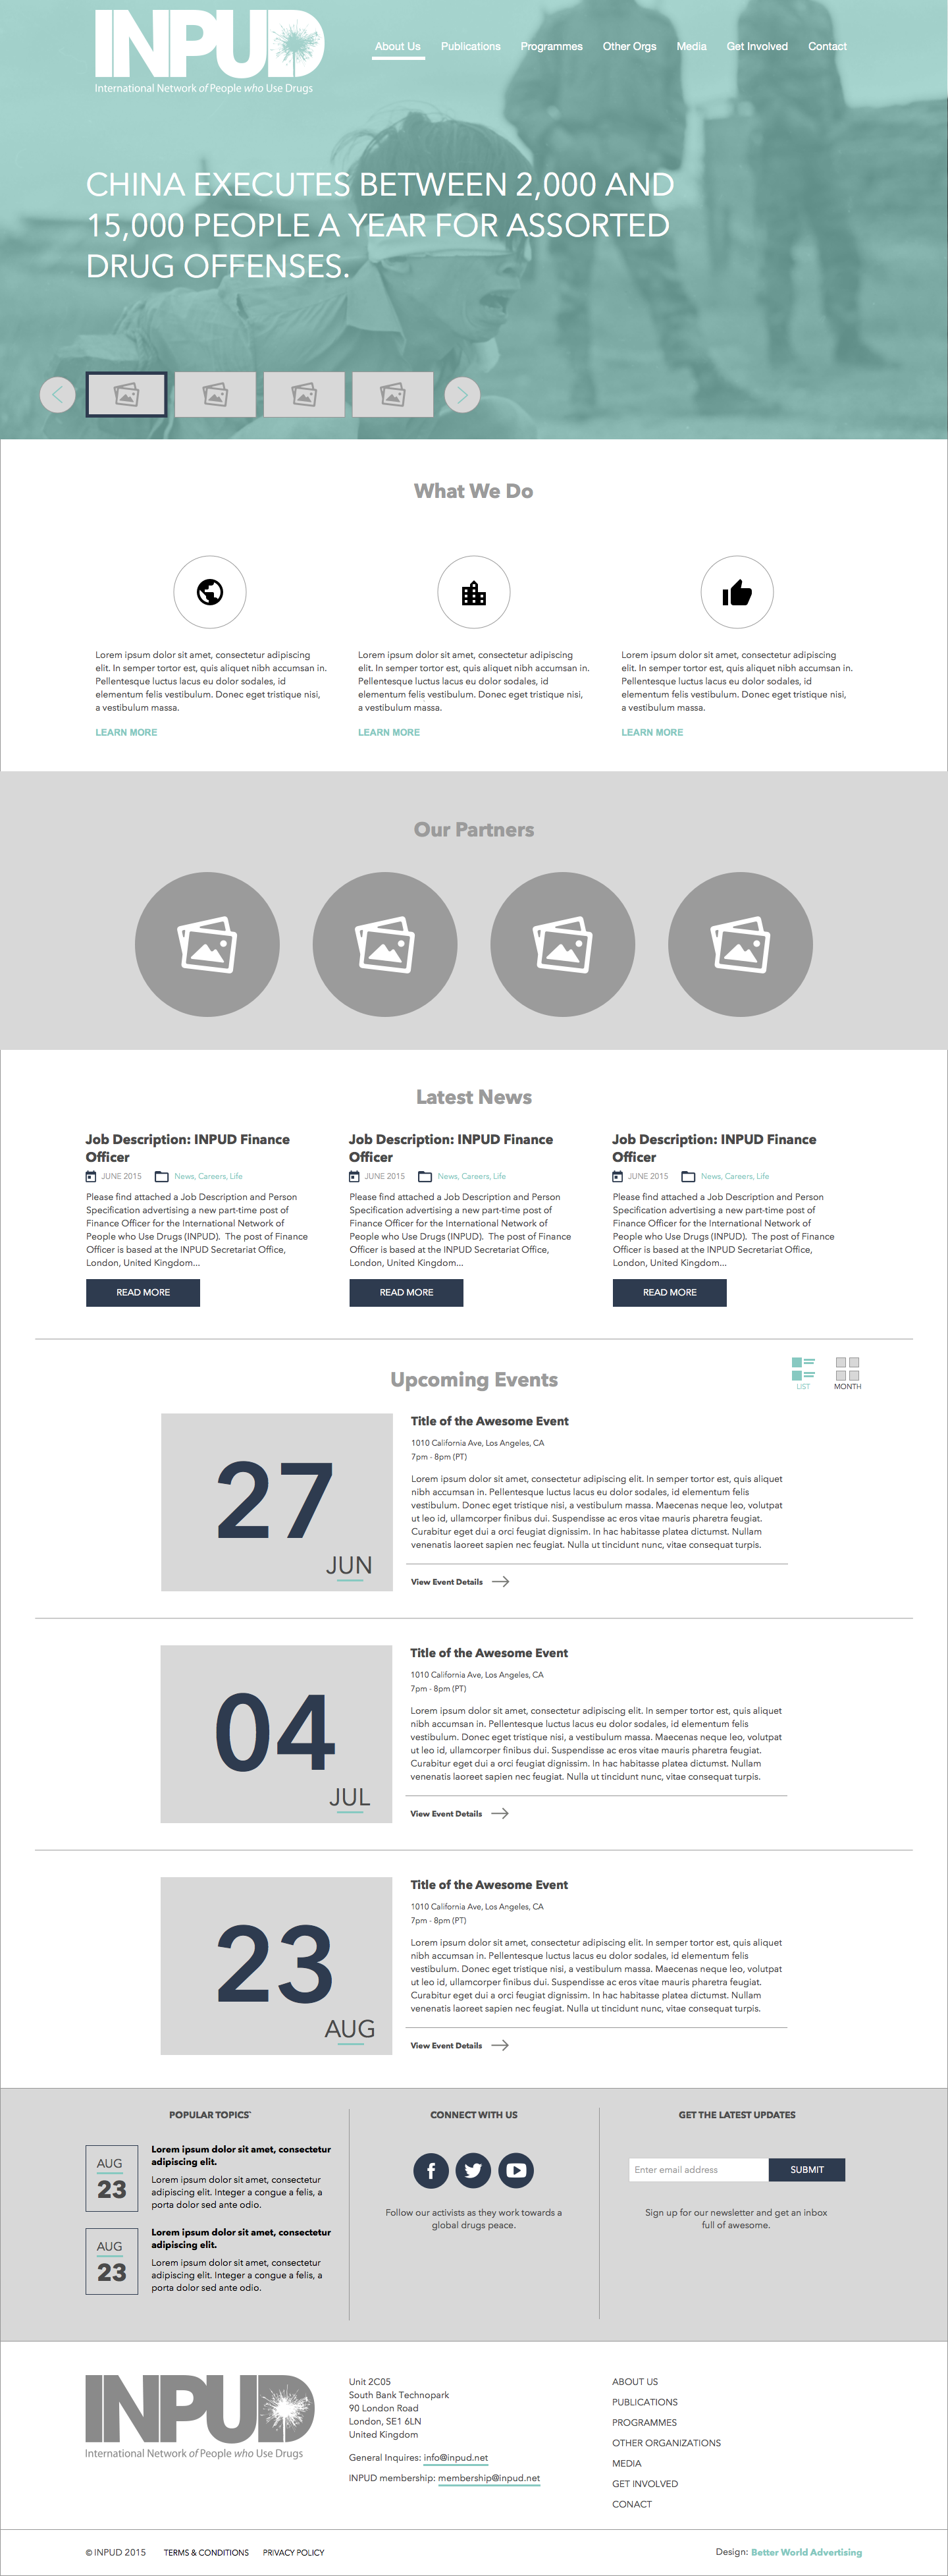 INPUD
International Network of People who Use Drugs
About Us Publications Programmes Other Orgs Media Get Involved Contact
CHINA EXECUTES BETWEEN 2,000 AND
15,000 PEOPLE A YEAR FOR ASSORTED
DRUG OFFENSES.
What We Do
Lorem ipsum dolor sit amet, consectetur adipiscing
elit. In semper tortor est, quis aliquet nibh accumsan in.
Pellentesque luctus lacus eu dolor sodales, id
elementum felis vestibulum. Donec eget tristique nisi,
a vestibulum massa.
LEARN MORE
Lorem ipsum dolor sit amet, consectetur adipiscing
elit. In semper tortor est, quis aliquet nibh accumsan in.
Pellentesque luctus lacus eu dolor sodales, id
elementum felis vestibulum. Donec eget tristique nisi,
a vestibulum massa.
LEARN MORE
Lorem ipsum dolor sit amet, consectetur adipiscing
elit. In semper tortor est, quis aliquet nibh accumsan in.
Pellentesque luctus lacus eu dolor sodales, id
elementum felis vestibulum. Donec eget tristique nisi,
a vestibulum massa.
LEARN MORE
Our Partners
Latest News
Job Description: INPUD Finance
Officer
JUNE 2015 News, Careers, Life
Please find attached a Job Description and Person
Specification advertising a new part-time post of
Finance Officer for the International Network of
People who Use Drugs (INPUD). The post of Finance
Officer is based at the INPUD Secretariat Office,
London, United Kingdom...
READ MORE
Job Description: INPUD Finance
Officer
JUNE 2015 News, Careers, Life
Please find attached a Job Description and Person
Specification advertising a new part-time post of
Finance Officer for the International Network of
People who Use Drugs (INPUD). The post of Finance
Officer is based at the INPUD Secretariat Office,
London, United Kingdom...
READ MORE
Job Description: INPUD Finance
Officer
JUNE 2015 News, Careers, Life
Please find attached a Job Description and Person
Specification advertising a new part-time post of
Finance Officer for the International Network of
People who Use Drugs (INPUD). The post of Finance
Officer is based at the INPUD Secretariat Office,
London, United Kingdom...
READ MORE
Upcoming Events
LIST MONTH
27
JUN
Title of the Awesome Event
1010 California Ave, Los Angeles, CA
7pm - 8pm (PT)
Lorem ipsum dolor sit amet, consectetur adipiscing elit. In semper tortor est, quis aliquet
nibh accumsan in. Pellentesque luctus lacus eu dolor sodales, id elementum felis
vestibulum. Donec eget tristique nisi, a vestibulum massa. Maecenas neque leo, volutpat
ut leo id, ullamcorper finibus dui. Suspendisse ac eros vitae mauris pharetra feugiat.
Curabitur eget dui a orci feugiat dignissim. In hac habitasse platea dictumst. Nullam
venenatis laoreet sapien nec feugiat. Nulla ut tincidunt nunc, vitae consequat turpis.
View Event Details
04
JUL
Title of the Awesome Event
1010 California Ave, Los Angeles, CA
7pm - 8pm (PT)
Lorem ipsum dolor sit amet, consectetur adipiscing elit. In semper tortor est, quis aliquet
nibh accumsan in. Pellentesque luctus lacus eu dolor sodales, id elementum felis
vestibulum. Donec eget tristique nisi, a vestibulum massa. Maecenas neque leo, volutpat
ut leo id, ullamcorper finibus dui. Suspendisse ac eros vitae mauris pharetra feugiat.
Curabitur eget dui a orci feugiat dignissim. In hac habitasse platea dictumst. Nullam
venenatis laoreet sapien nec feugiat. Nulla ut tincidunt nunc, vitae consequat turpis.
View Event Details
23
AUG
Title of the Awesome Event
1010 California Ave, Los Angeles, CA
7pm - 8pm (PT)
Lorem ipsum dolor sit amet, consectetur adipiscing elit. In semper tortor est, quis aliquet
nibh accumsan in. Pellentesque luctus lacus eu dolor sodales, id elementum felis
vestibulum. Donec eget tristique nisi, a vestibulum massa. Maecenas neque leo, volutpat
ut leo id, ullamcorper finibus dui. Suspendisse ac eros vitae mauris pharetra feugiat.
Curabitur eget dui a orci feugiat dignissim. In hac habitasse platea dictumst. Nullam
venenatis laoreet sapien nec feugiat. Nulla ut tincidunt nunc, vitae consequat turpis.
View Event Details
POPULAR TOPICS`
AUG
23
Lorem ipsum dolor sit amet, consectetur
adipiscing elit.
Lorem ipsum dolor sit amet, consectetur
adipiscing elit. Integer a congue a felis, a
porta dolor sed ante odio.
AUG
23
Lorem ipsum dolor sit amet, consectetur
adipiscing elit.
Lorem ipsum dolor sit amet, consectetur
adipiscing elit. Integer a congue a felis, a
porta dolor sed ante odio.
CONNECT WITH US
Follow our activists as they work towards a
global drugs peace.
GET THE LATEST UPDATES
Enter email address SUBMIT
Sign up for our newsletter and get an inbox
full of awesome.
INPUD
International Network of People who Use Drugs
Unit 2C05
South Bank Technopark
90 London Road
London, SE1 6LN
United Kingdom
General Inquires: info@inpud.net
INPUD membership: membership@inpud.net
ABOUT US
PUBLICATIONS
PROGRAMMES
OTHER ORGANIZATIONS
MEDIA
GET INVOLVED
CONACT
© INPUD 2015 TERMS & CONDITIONS PRIVACY POLICY
Design: Better World Advertising